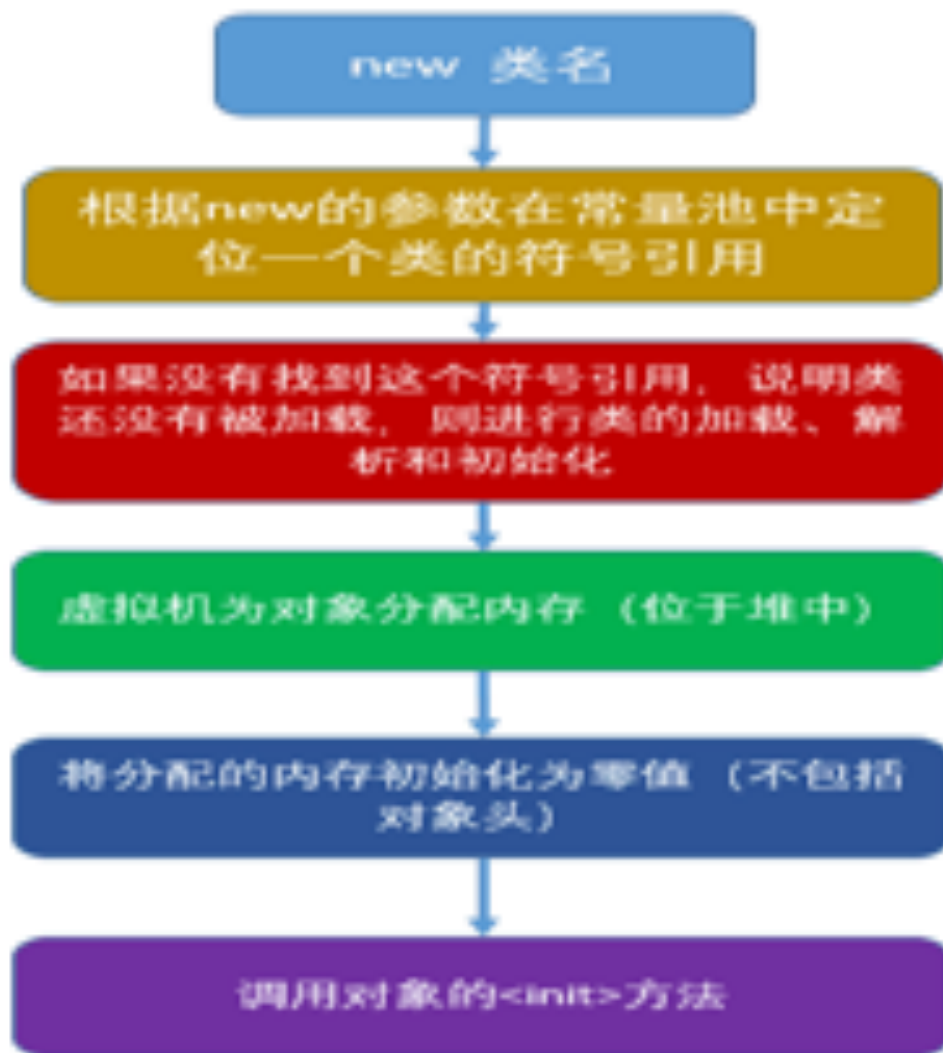 new 类名
根据new的参数在常量池中定
位一个类的符号引用
如果没有找到这个符号引用，说明类
还没有被加载，则进行类的加载、解
析和初始化
虚拟机为对象分配内存（位于堆中）
将分配的内存初始化为零值（不包括
对象头）
调用对象的<init>方法